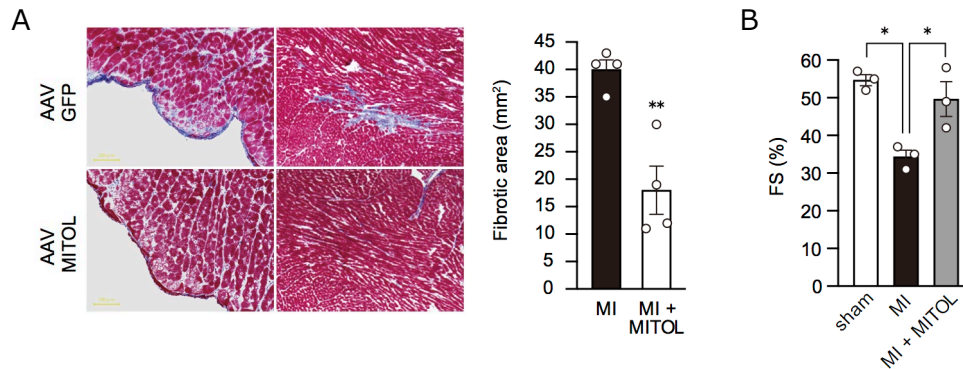 A
AAV
GFP
AAV
MITOL
Fibrotic area (mm²)
45
40
35
30
25
20
15
10
5
0
**
MI
MI +
MITOL
B
FS (%)
60
50
40
30
20
10
0
*
*
sham
MI
MI + MITOL